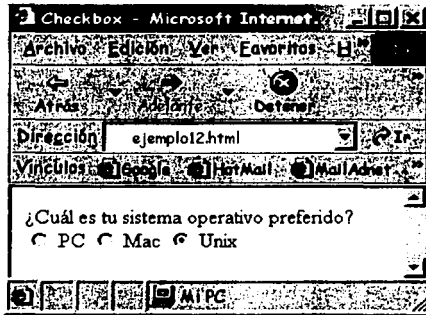 Checkbox - Microsoft Internet.
Archivo Edición Ver Favoritos H »
Atrás Adelante Detener »
Dirección ejemplo12.html Ir
Vínculos Google HotMail MailAdnet »
¿Cuál es tu sistema operativo preferido?
PC Mac Unix
Mi PC